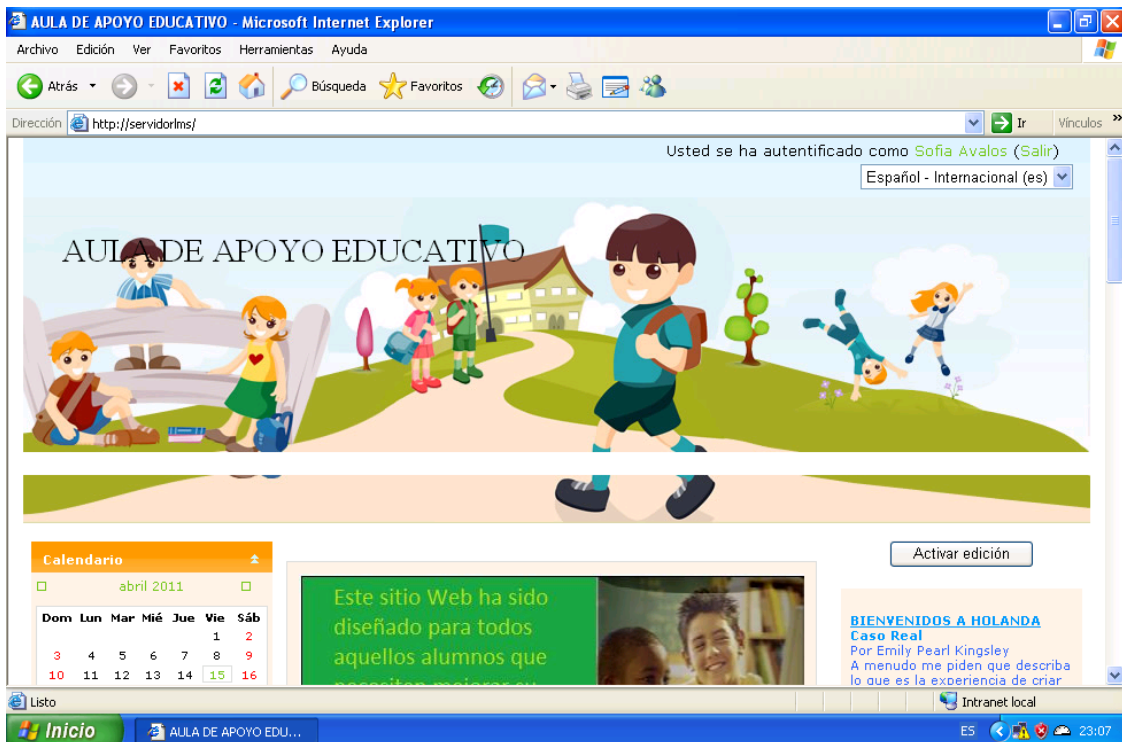 AULA DE APOYO EDUCATIVO - Microsoft Internet Explorer
Archivo Edición Ver Favoritos Herramientas Ayuda
Atrás Búsqueda Favoritos
Dirección http://servidorlms/ Ir Vínculos »
Usted se ha autentificado como Sofia Avalos (Salir)
Español - Internacional (es)
AULA DE APOYO EDUCATIVO
Activar edición
Calendario
abril 2011
Dom Lun Mar Mié Jue Vie Sáb
1 2
3 4 5 6 7 8 9
10 11 12 13 14 15 16
Este sitio Web ha sido
diseñado para todos
aquellos alumnos que
necesitan mejorar su
BIENVENIDOS A HOLANDA
Caso Real
Por Emily Pearl Kingsley
A menudo me piden que describa
lo que es la experiencia de criar
Listo Intranet local
Inicio AULA DE APOYO EDU... ES 23:07